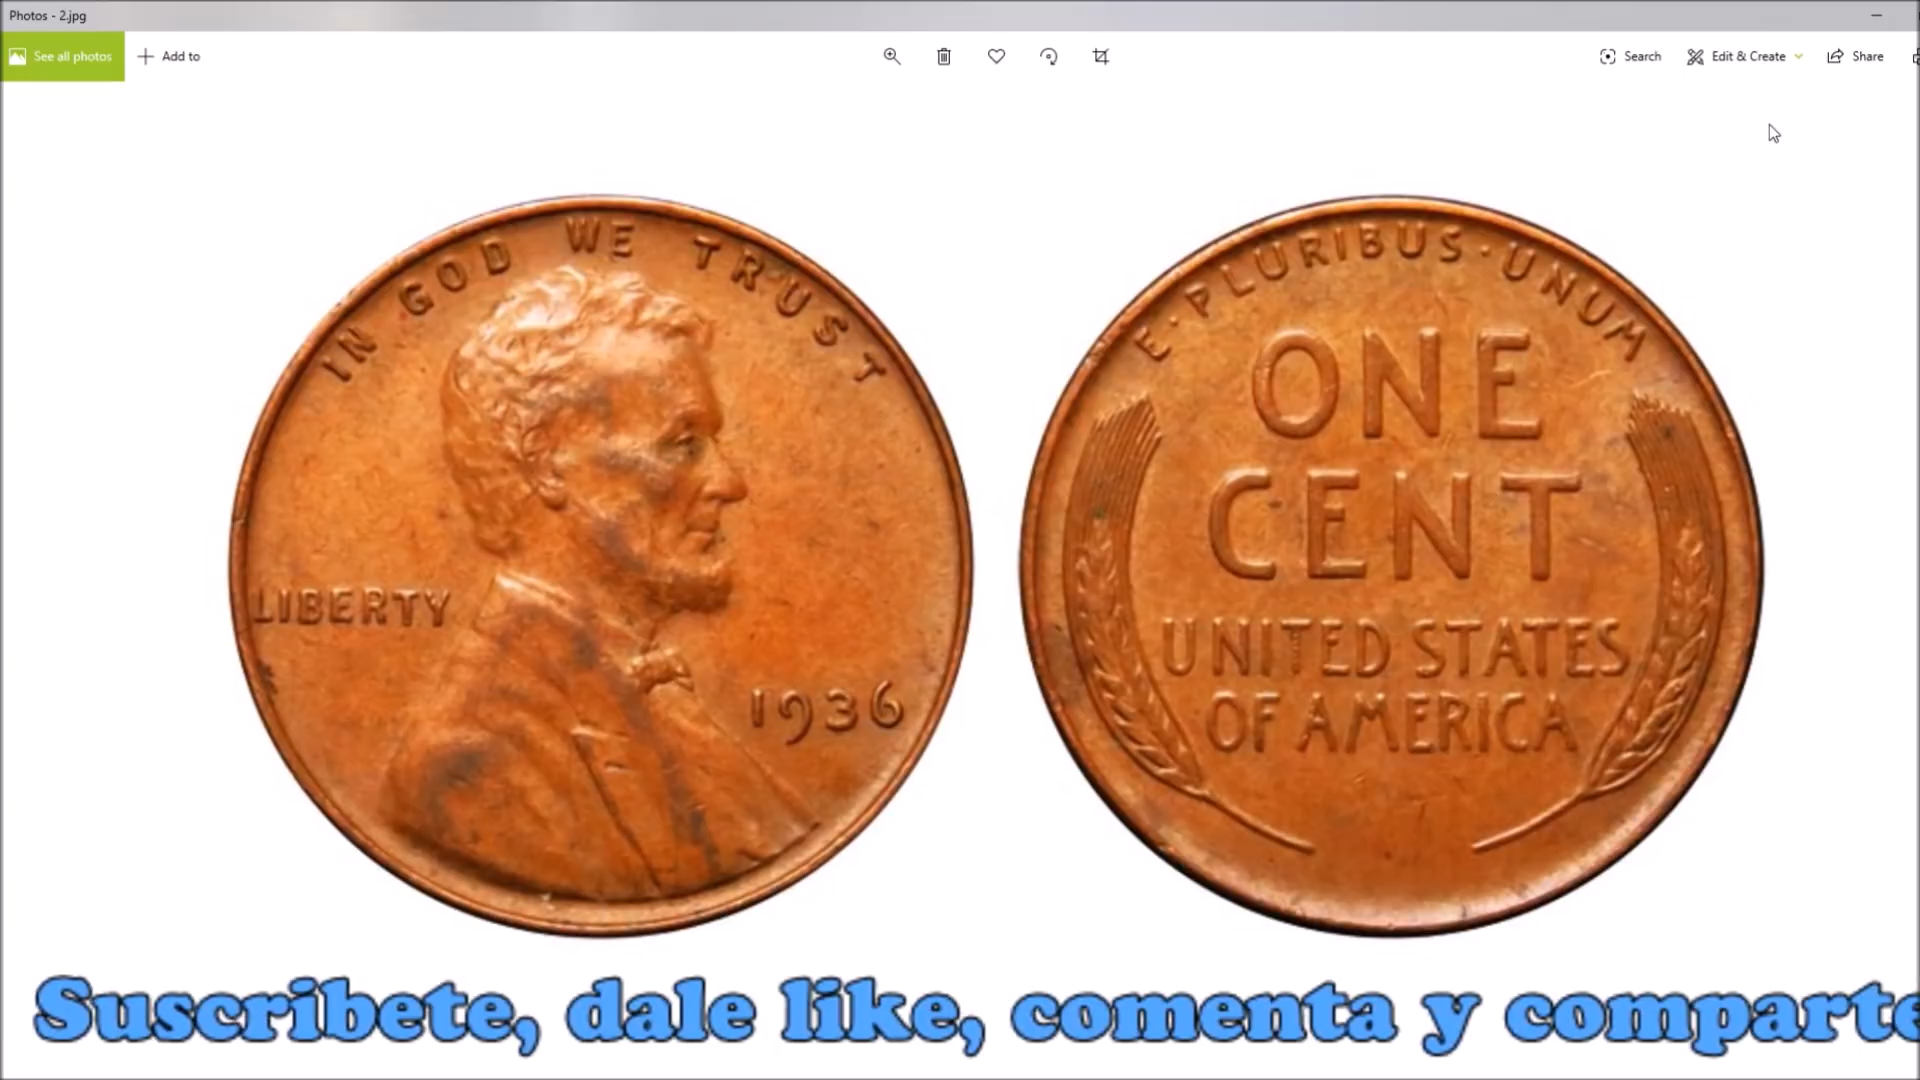 Photos - 2.jpg
See all photos
Add to
Search
Edit & Create
Share
IN GOD WE TRUST
LIBERTY
1936
E · PLURIBUS · UNUM
ONE
CENT
UNITED STATES
OF AMERICA
Suscribete, dale like, comenta y comparte